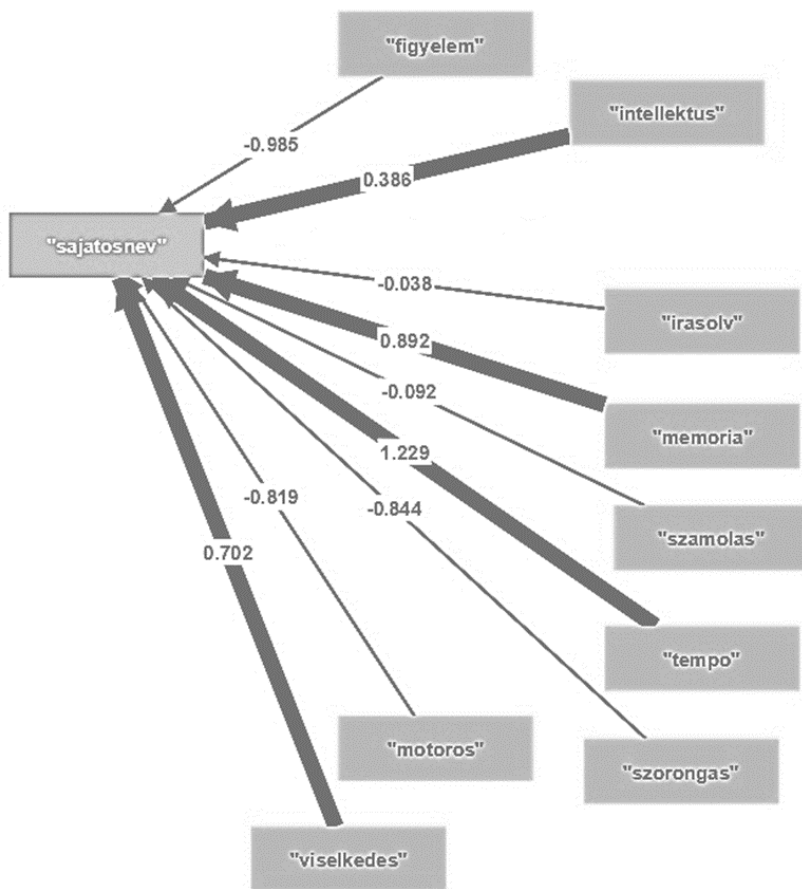 "figyelem"
"intellektus"
-0.985
0.386
"sajatosnev"
-0.038
"irasolv"
0.892
-0.092
"memoria"
1.229
-0.819
-0.844
"szamolas"
0.702
"tempo"
"motoros"
"szorongas"
"viselkedes"